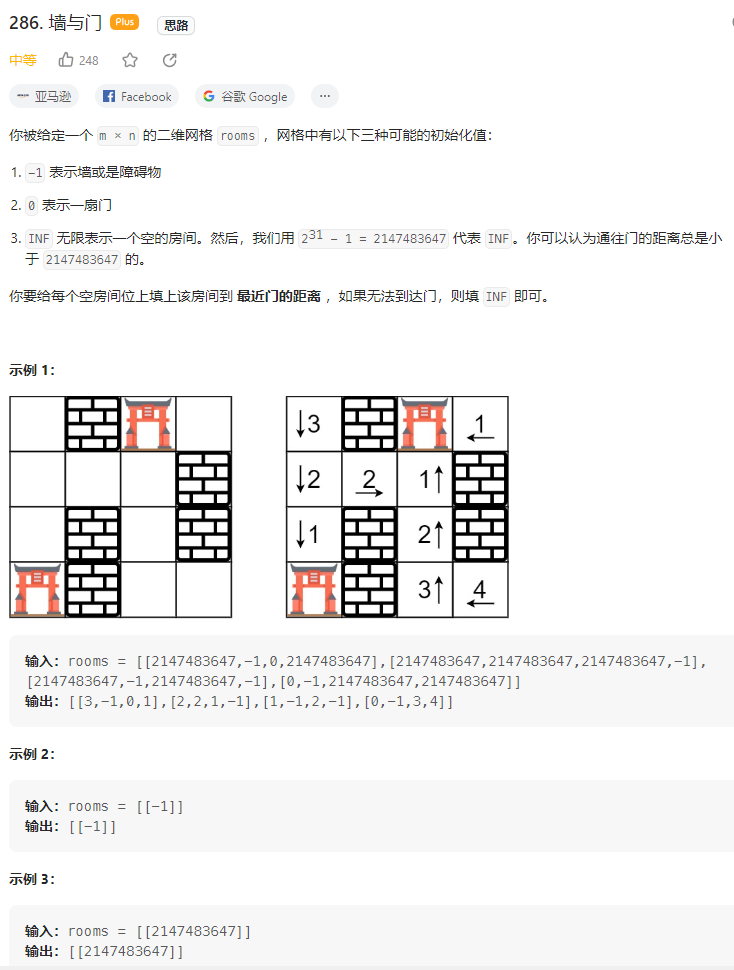 286. 墙与门 Plus 思路
中等 248
亚马逊 Facebook 谷歌 Google ···
你被给定一个 m × n 的二维网格 rooms ，网格中有以下三种可能的初始化值：
1. -1 表示墙或是障碍物
2. 0 表示一扇门
3. INF 无限表示一个空的房间。然后，我们用 2^31 - 1 = 2147483647 代表 INF。你可以认为通往门的距离总是小
于 2147483647 的。
你要给每个空房间位上填上该房间到 最近门的距离 ，如果无法到达门，则填 INF 即可。
示例 1：
↓3 1 ←
↓2 2 → 1↑
↓1 2↑
3↑ 4 ←
输入：rooms = [[2147483647,-1,0,2147483647],[2147483647,2147483647,2147483647,-1],
[2147483647,-1,2147483647,-1],[0,-1,2147483647,2147483647]]
输出：[[3,-1,0,1],[2,2,1,-1],[1,-1,2,-1],[0,-1,3,4]]
示例 2：
输入：rooms = [[-1]]
输出：[[-1]]
示例 3：
输入：rooms = [[2147483647]]
输出：[[2147483647]]